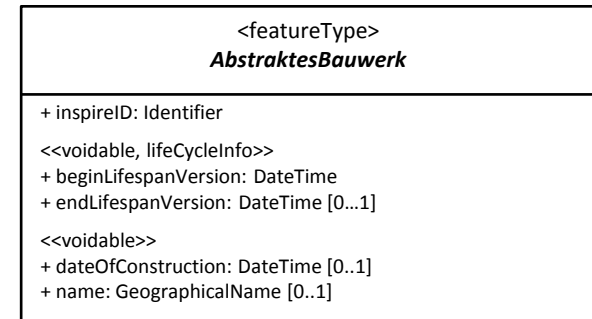 <featureType>
AbstraktesBauwerk
+ inspireID: Identifier
<<voidable, lifeCycleInfo>>
+ beginLifespanVersion: DateTime
+ endLifespanVersion: DateTime [0…1]
<<voidable>>
+ dateOfConstruction: DateTime [0..1]
+ name: GeographicalName [0..1]